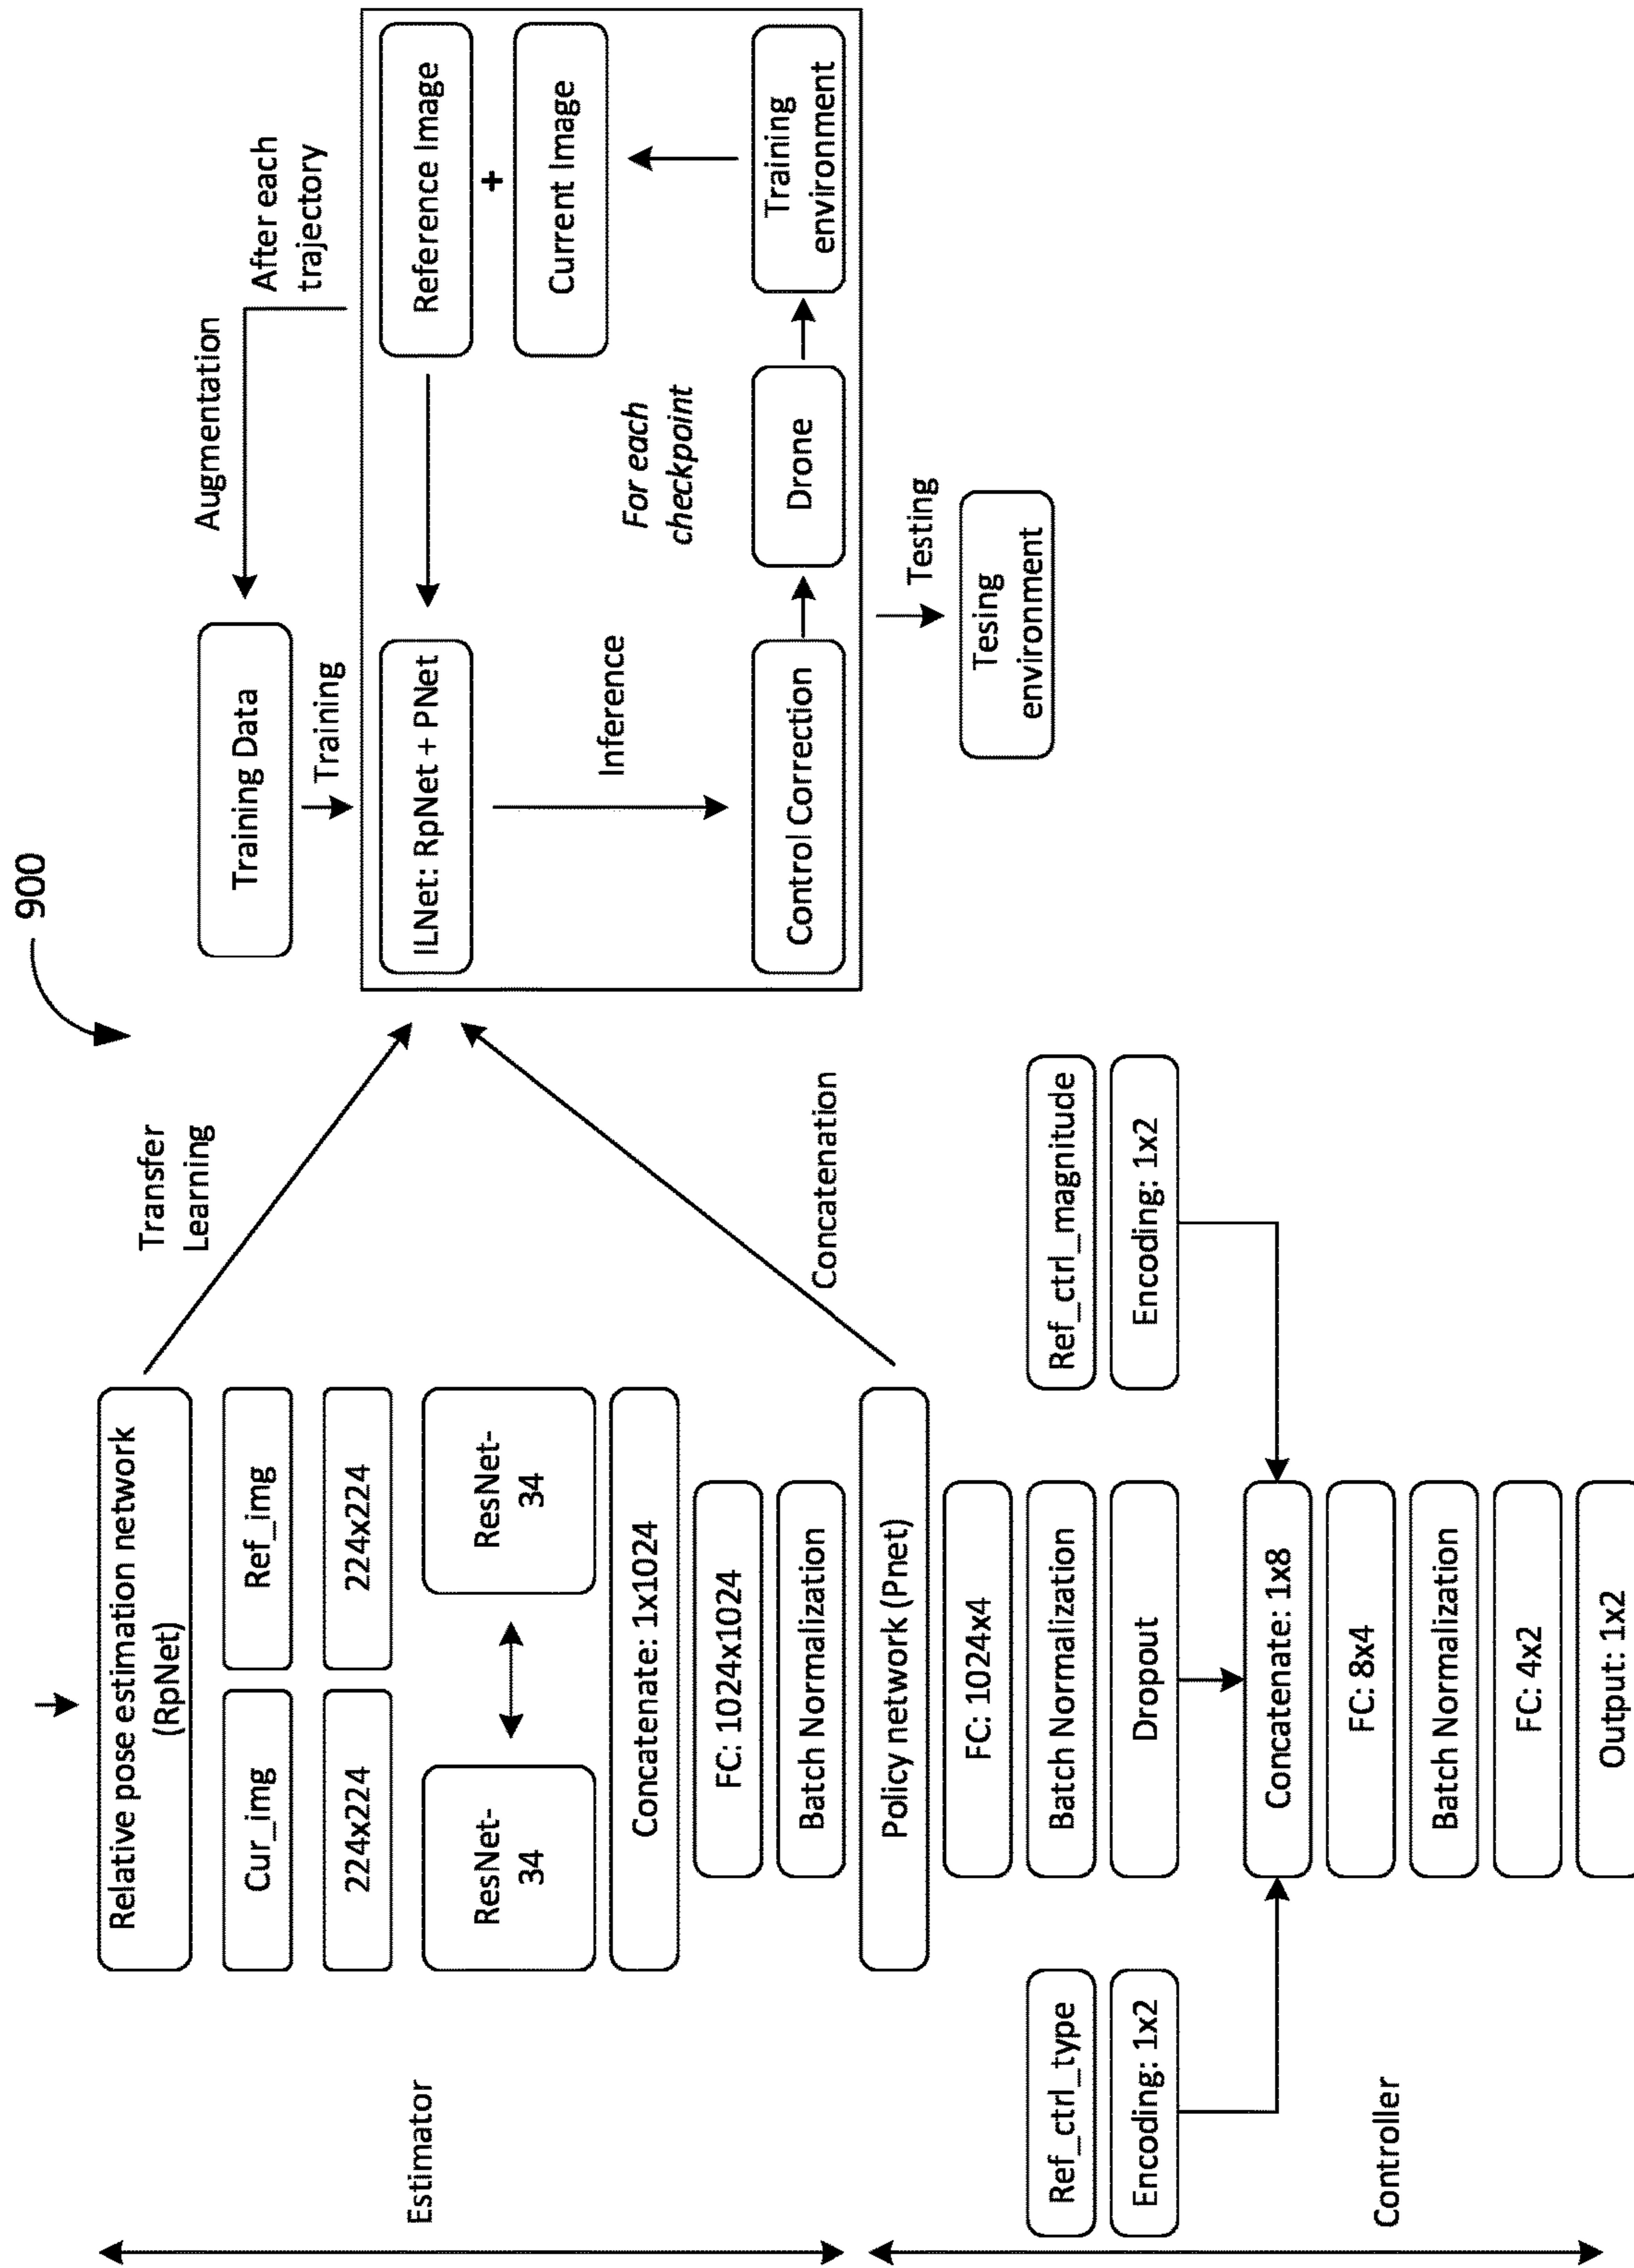 900
Relative pose estimation network
(RpNet)
Cur_img
Ref_img
224x224
224x224
ResNet-
34
ResNet-
34
Concatenate: 1x1024
FC: 1024x1024
Batch Normalization
Estimator
Policy network (Pnet)
FC: 1024x4
Batch Normalization
Dropout
Ref_ctrl_type
Encoding: 1x2
Ref_ctrl_magnitude
Encoding: 1x2
Concatenate: 1x8
FC: 8x4
Batch Normalization
FC: 4x2
Output: 1x2
Controller
Transfer
Learning
Concatenation
Training Data
Augmentation
After each
trajectory
Training
ILNet: RpNet + PNet
Reference Image
+
Current Image
Inference
For each
checkpoint
Control Correction
Drone
Training
environment
Testing
Tesing
environment